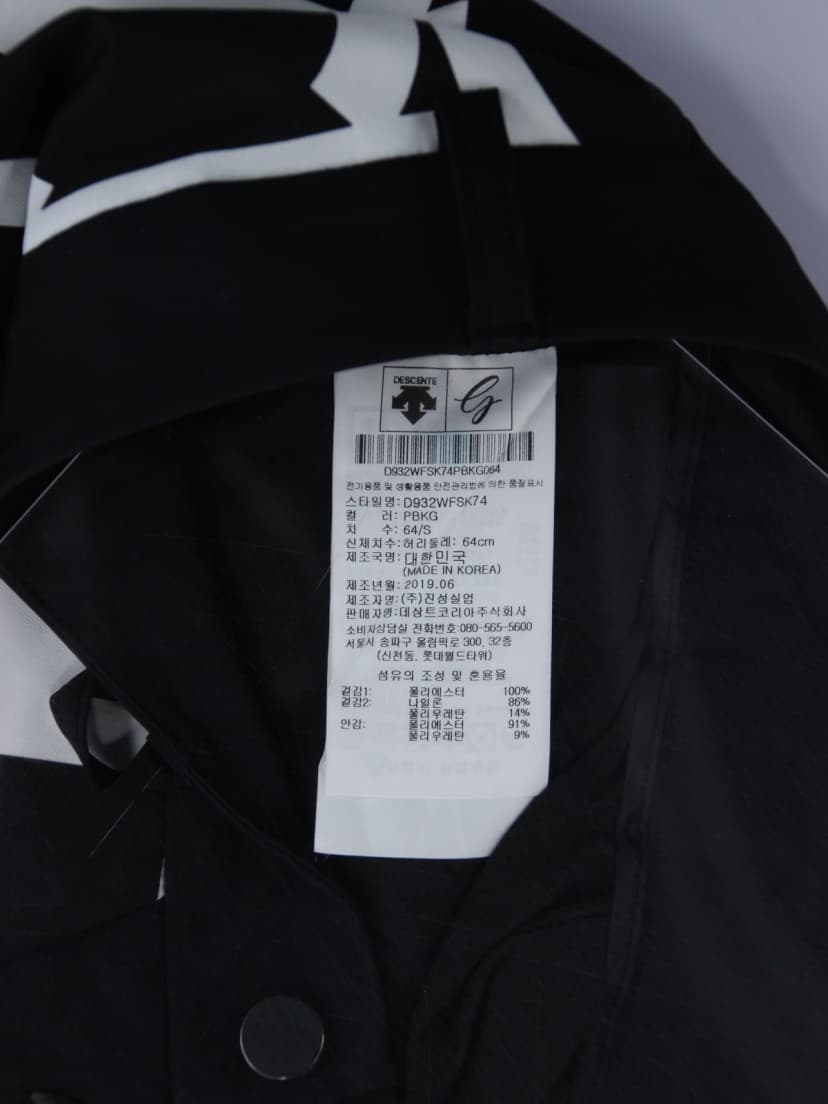 DESCENTE
D932WFSK74PBKG064
전기용품 및 생활용품 안전관리법에 의한 품질표시
스타일명: D932WFSK74
컬 러: PBKG
치 수: 64/S
신체치수: 허리둘레: 64cm
제조국명: 대한민국
(MADE IN KOREA)
제조년월: 2019.06
제조자명: (주)진성실업
판매자명: 데상트코리아주식회사
소비자상담실 전화번호:080-565-5600
서울시 송파구 올림픽로 300, 32층
(신천동, 롯데월드타워)
섬유의 조성 및 혼용율
겉감1: 폴리에스터 100%
겉감2: 나일론 86%
폴리우레탄 14%
안감: 폴리에스터 91%
폴리우레탄 9%